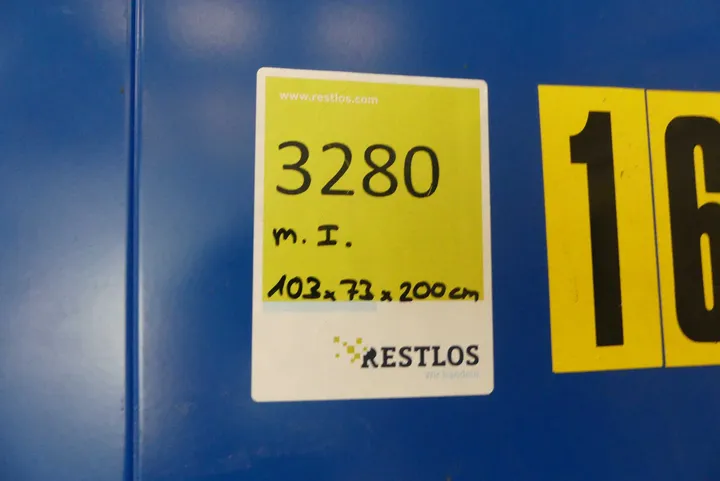 www.restlos.com
3280
m. I.
103 x 73 x 200 cm
RESTLOS
16